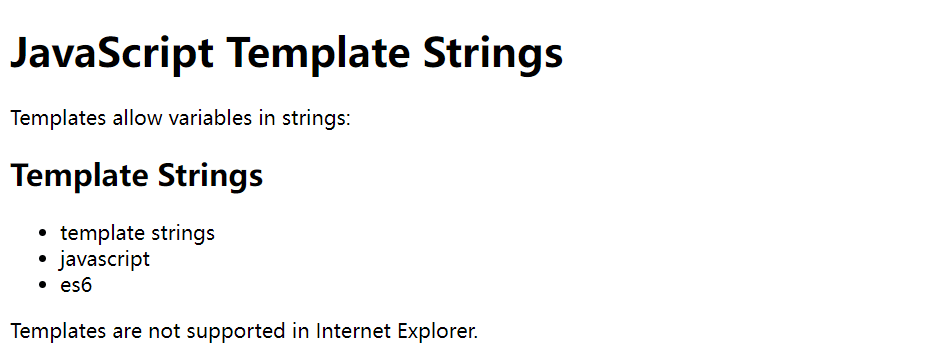 JavaScript Template Strings
Templates allow variables in strings:
Template Strings
• template strings
• javascript
• es6
Templates are not supported in Internet Explorer.